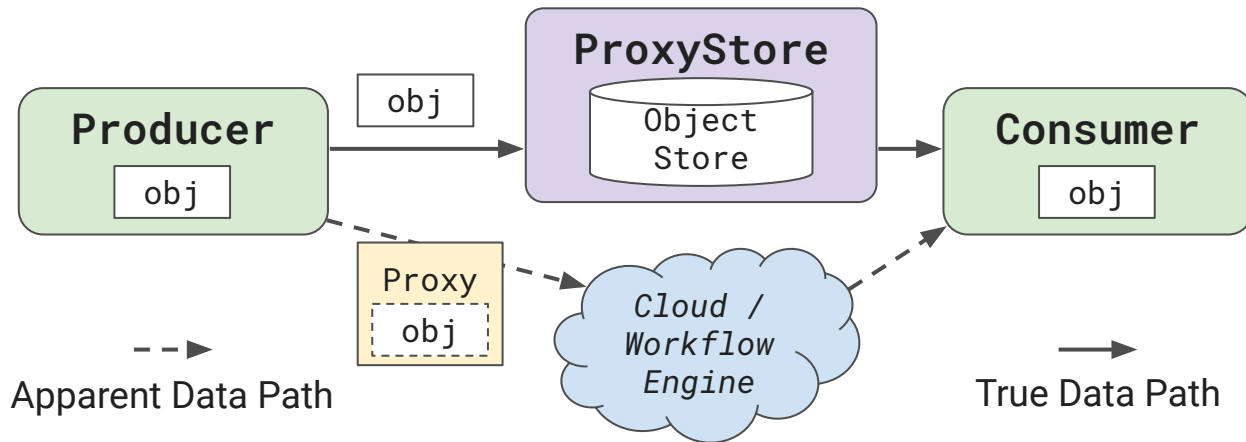 ProxyStore
Object
Store
obj
Producer
obj
Consumer
obj
Proxy
obj
Cloud /
Workflow
Engine
Apparent Data Path
True Data Path